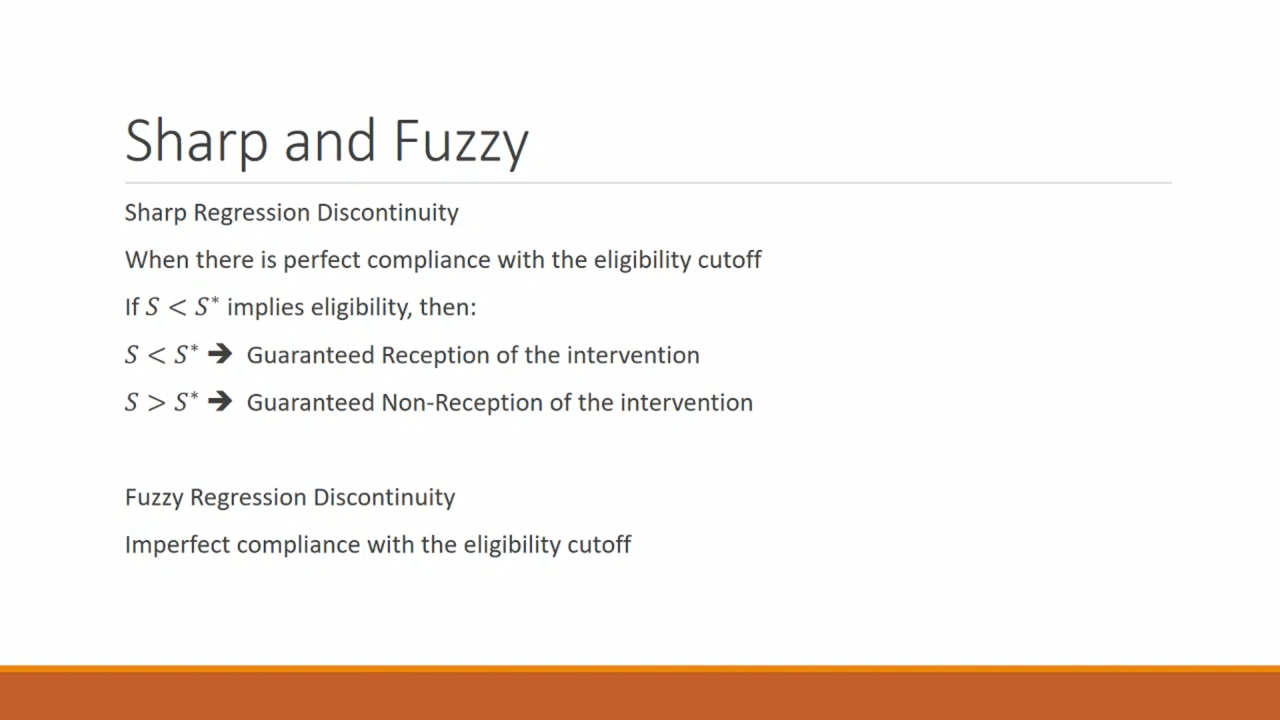 Sharp and Fuzzy
Sharp Regression Discontinuity
When there is perfect compliance with the eligibility cutoff
If S < S* implies eligibility, then:
S < S* ➔ Guaranteed Reception of the intervention
S > S* ➔ Guaranteed Non-Reception of the intervention
Fuzzy Regression Discontinuity
Imperfect compliance with the eligibility cutoff